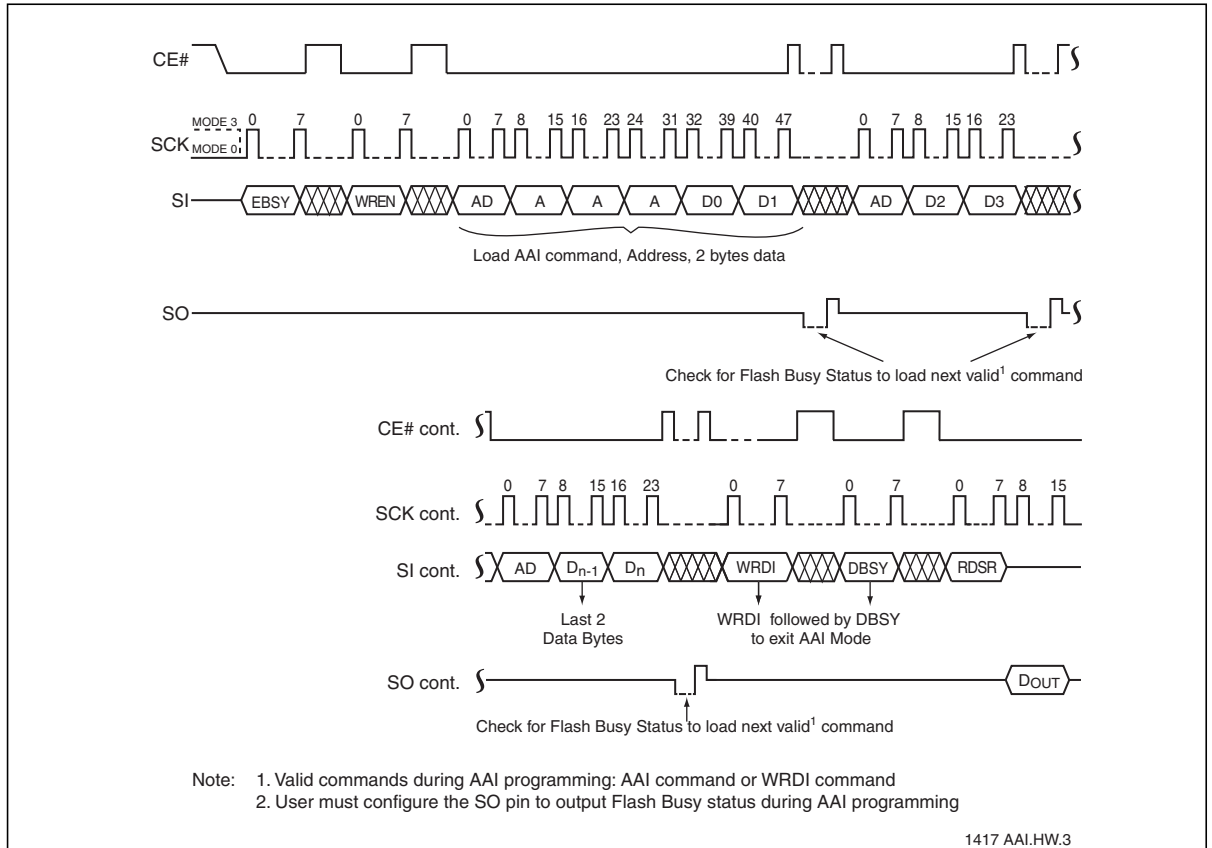 CE#
MODE 3
0 7 0 7 0 7 8 15 16 23 24 31 32 39 40 47 0 7 8 15 16 23
SCK MODE 0
SI EBSY WREN AD A A A D0 D1 AD D2 D3
Load AAI command, Address, 2 bytes data
SO
Check for Flash Busy Status to load next valid1 command
CE# cont.
0 7 8 15 16 23 0 7 0 7 0 7 8 15
SCK cont.
SI cont. AD Dn-1 Dn WRDI DBSY RDSR
Last 2 WRDI followed by DBSY
Data Bytes to exit AAI Mode
SO cont. DOUT
Check for Flash Busy Status to load next valid1 command
Note: 1. Valid commands during AAI programming: AAI command or WRDI command
2. User must configure the SO pin to output Flash Busy status during AAI programming
1417 AAI.HW.3